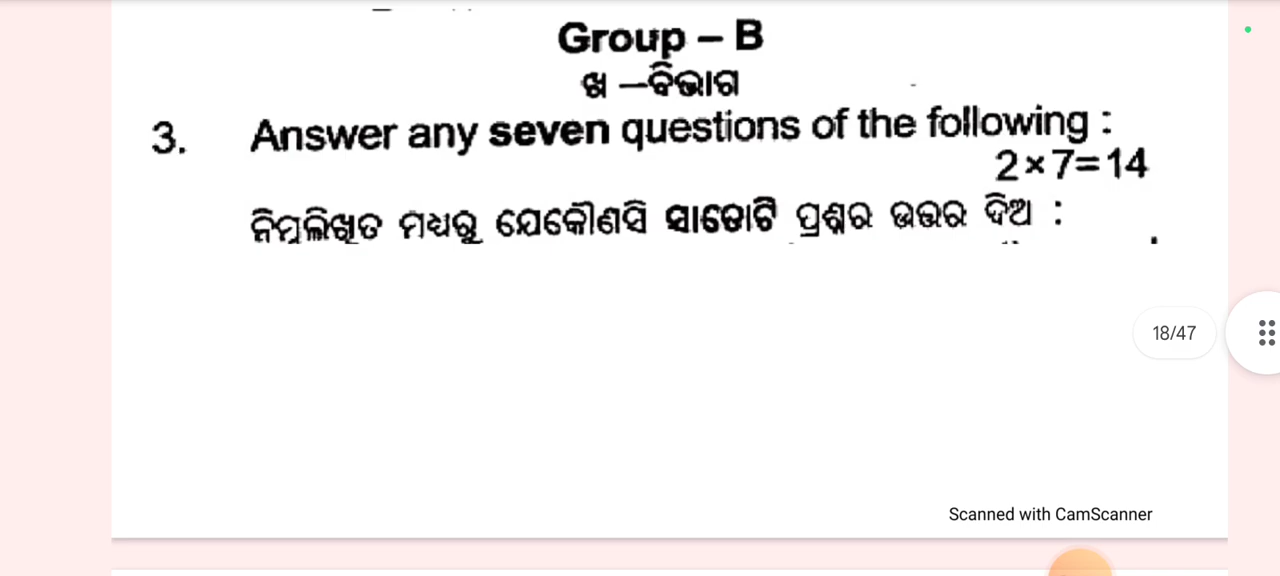 Group – B
ଖ –ବିଭାଗ
3. Answer any seven questions of the following :
2×7=14
ନିମ୍ନଲିଖିତ ମଧ୍ୟରୁ ଯେକୌଣସି ସାତୋଟି ପ୍ରଶ୍ନର ଉତ୍ତର ଦିଅ :
18/47
Scanned with CamScanner